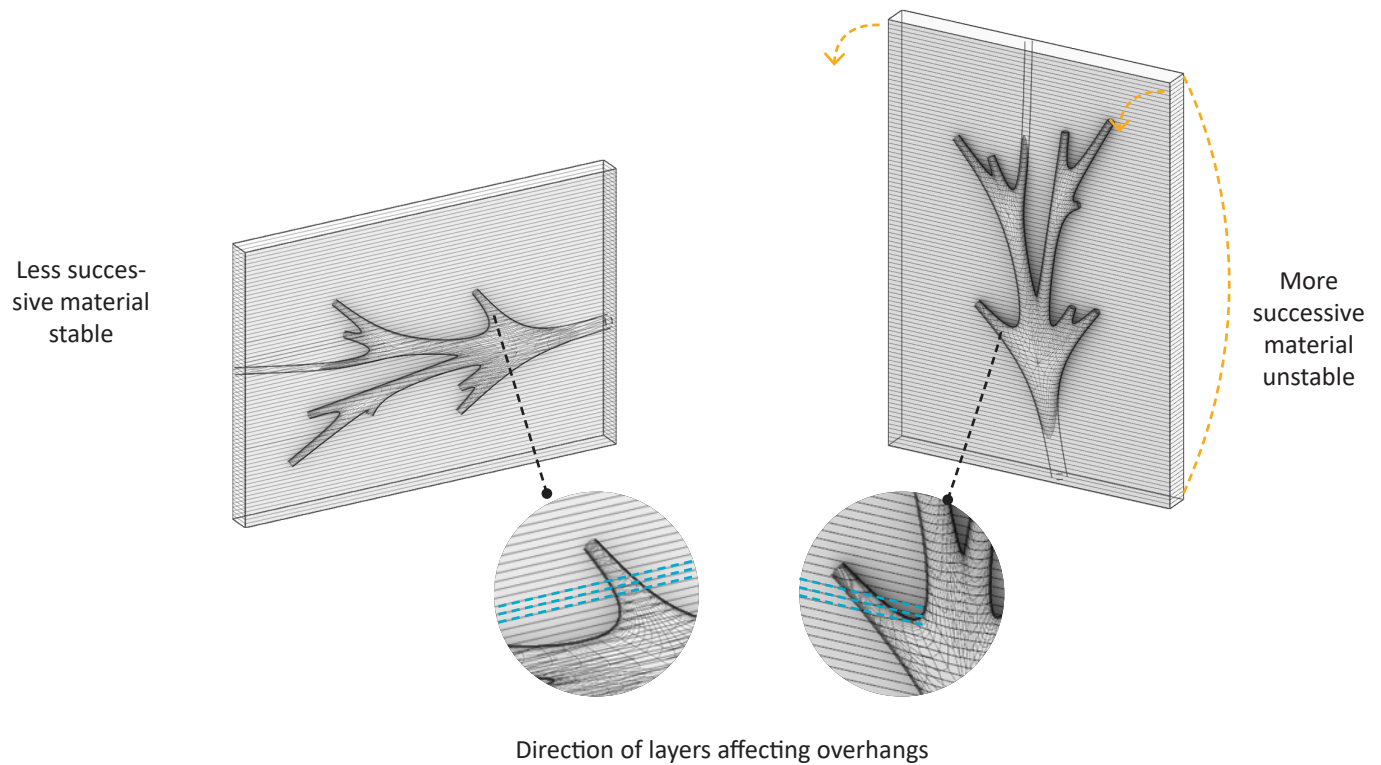 Less succes-
sive material
stable
More
successive
material
unstable
Direction of layers affecting overhangs